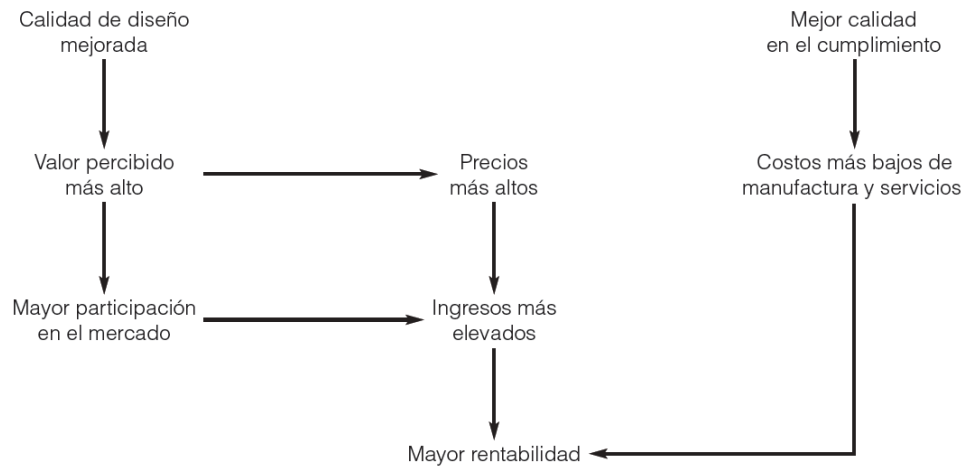 Calidad de diseño
mejorada
Mejor calidad
en el cumplimiento
Valor percibido
más alto
Precios
más altos
Costos más bajos de
manufactura y servicios
Mayor participación
en el mercado
Ingresos más
elevados
Mayor rentabilidad